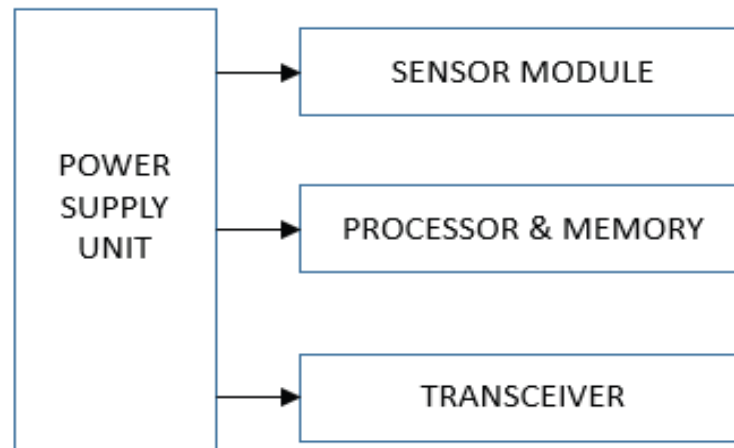 POWER
SUPPLY
UNIT
SENSOR MODULE
PROCESSOR & MEMORY
TRANSCEIVER